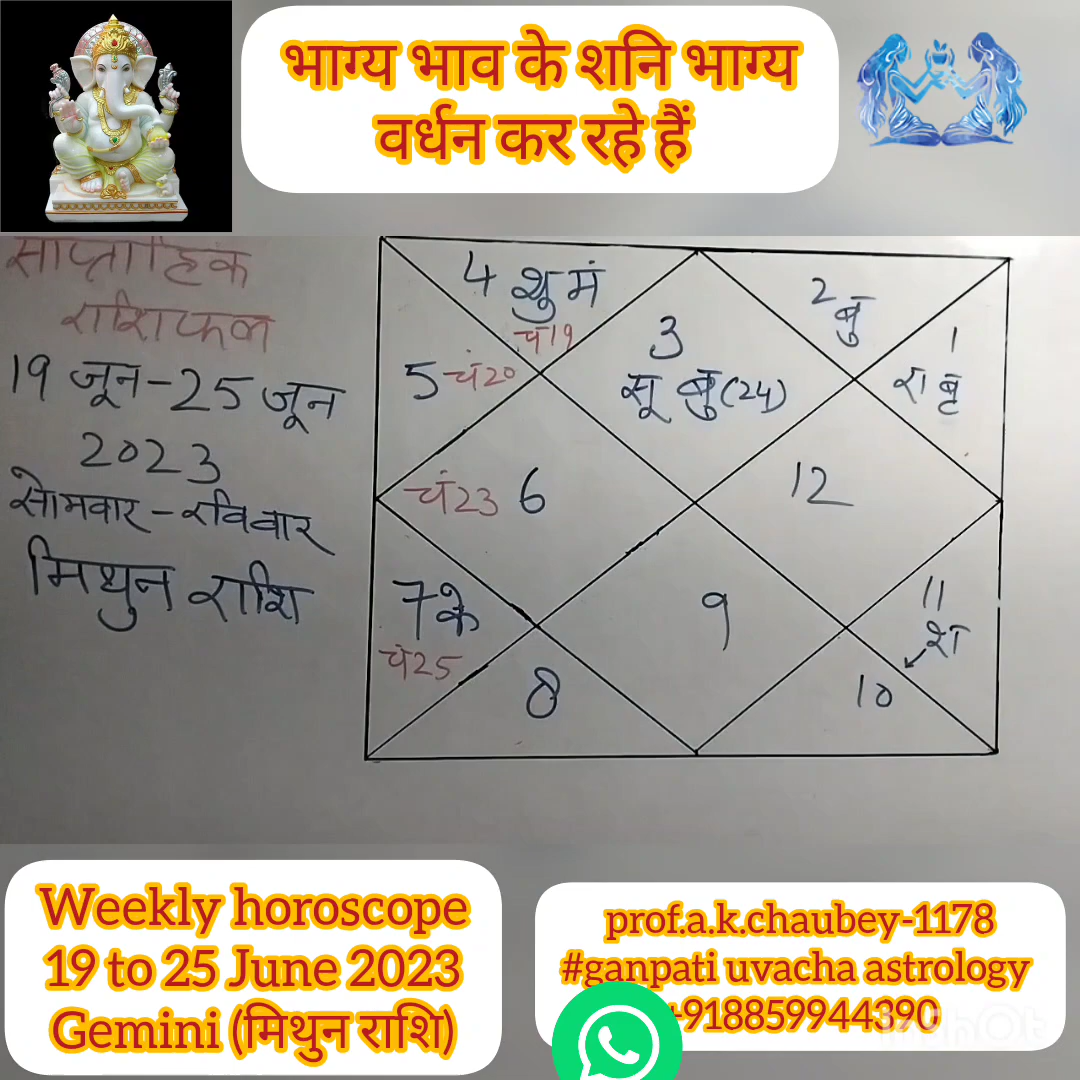 भाग्य भाव के शनि भाग्य
वर्धन कर रहे हैं
साप्ताहिक
राशिफल
19 जून-25 जून
2023
सोमवार-रविवार
मिथुन राशि
4 शु मं
चं19
3
सू बु(24)
2 बु
1
रा बृ
5 चं20
चं23 6
12
7 के
चं25
9
11
श
8
10
Weekly horoscope
19 to 25 June 2023
Gemini (मिथुन राशि)
prof.a.k.chaubey-1178
#ganpati uvacha astrology
+918859944390